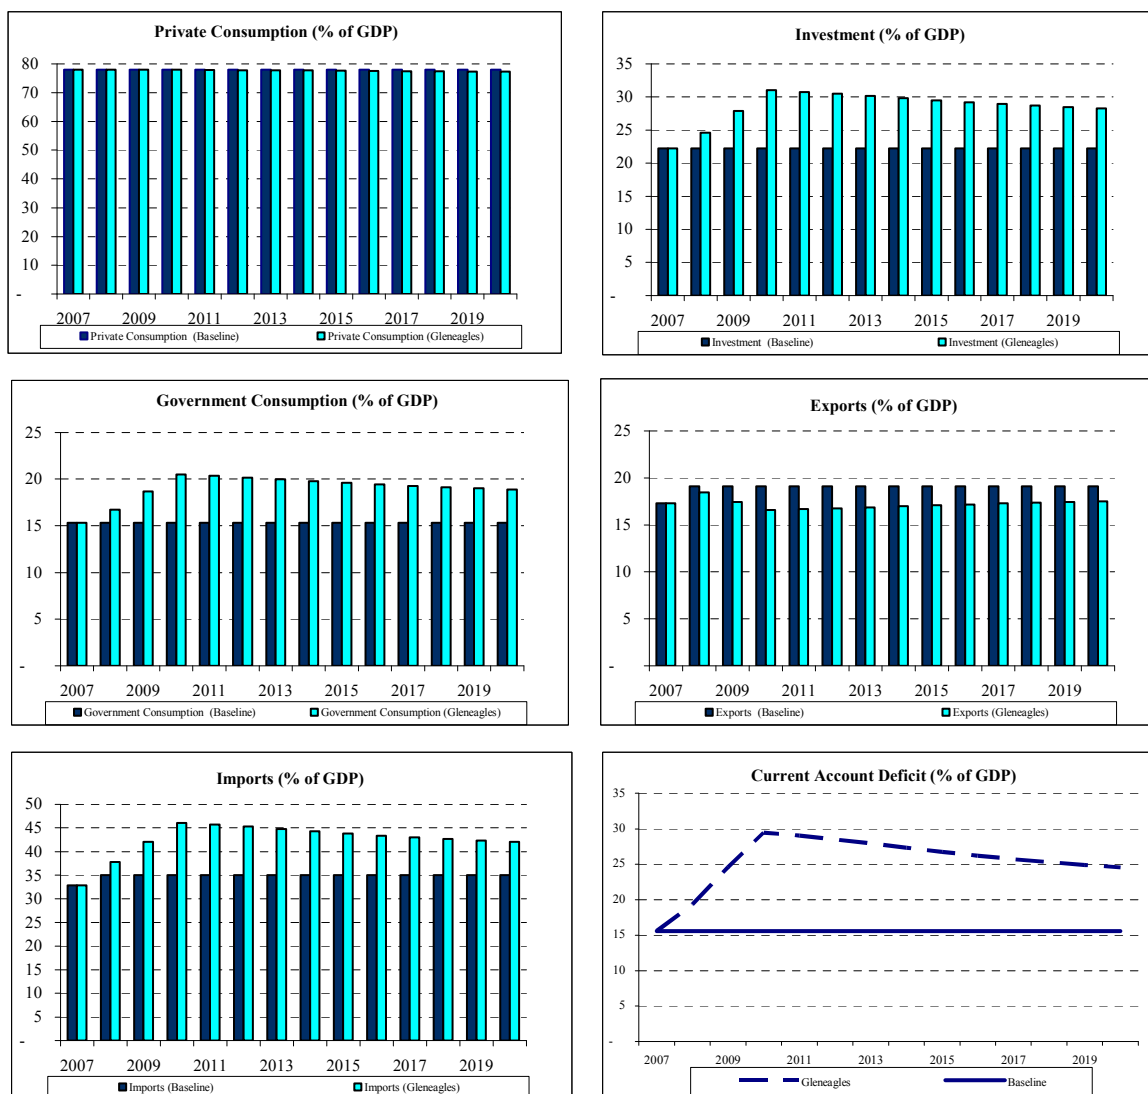 Private Consumption (% of GDP)
80
70
60
50
40
30
20
10
-
2007 2009 2011 2013 2015 2017 2019
Private Consumption (Baseline) Private Consumption (Gleneagles)
Investment (% of GDP)
35
30
25
20
15
10
5
-
2007 2009 2011 2013 2015 2017 2019
Investment (Baseline) Investment (Gleneagles)
Government Consumption (% of GDP)
25
20
15
10
5
-
2007 2009 2011 2013 2015 2017 2019
Government Consumption (Baseline) Government Consumption (Gleneagles)
Exports (% of GDP)
25
20
15
10
5
-
2007 2009 2011 2013 2015 2017 2019
Exports (Baseline) Exports (Gleneagles)
Imports (% of GDP)
50
45
40
35
30
25
20
15
10
5
-
2007 2009 2011 2013 2015 2017 2019
Imports (Baseline) Imports (Gleneagles)
Current Account Deficit (% of GDP)
35
30
25
20
15
10
5
-
2007 2009 2011 2013 2015 2017 2019
Gleneagles Baseline